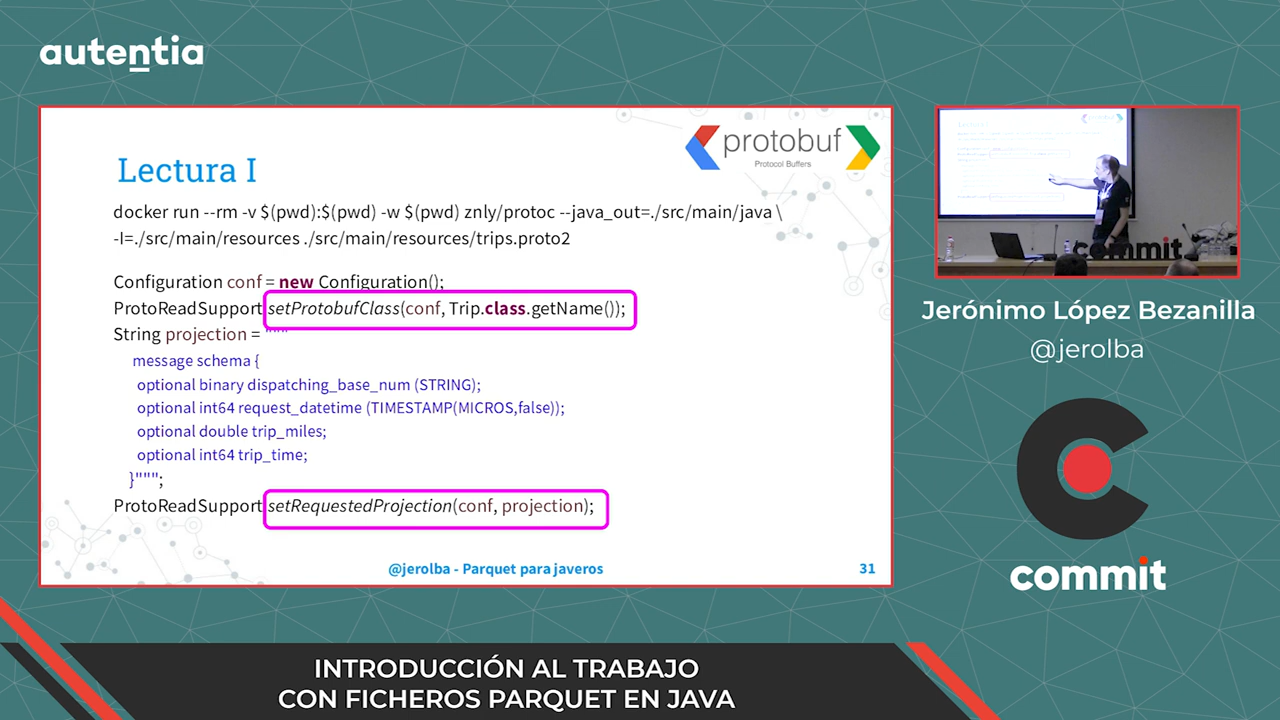 autentia
protobuf
Protocol Buffers
Lectura I
docker run --rm -v $(pwd):$(pwd) -w $(pwd) znly/protoc --java_out=./src/main/java \
-I=./src/main/resources ./src/main/resources/trips.proto2
Configuration conf = new Configuration();
ProtoReadSupport.setProtobufClass(conf, Trip.class.getName());
String projection = """
message schema {
optional binary dispatching_base_num (STRING);
optional int64 request_datetime (TIMESTAMP(MICROS,false));
optional double trip_miles;
optional int64 trip_time;
}""";
ProtoReadSupport.setRequestedProjection(conf, projection);
@jerolba - Parquet para javeros
31
commit
Jerónimo López Bezanilla
@jerolba
commit
INTRODUCCIÓN AL TRABAJO
CON FICHEROS PARQUET EN JAVA